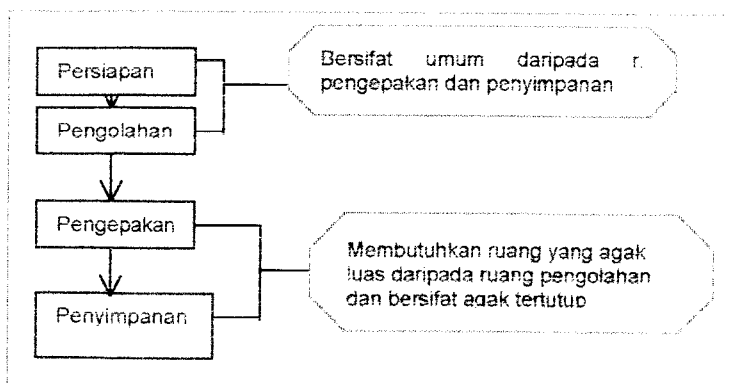 Persiapan
Bersifat umum daripada r.
pengepakan dan penyimpanan
Pengolahan
Pengepakan
Membutuhkan ruang yang agak
luas daripada ruang pengolahan
dan bersifat agak tertutup
Penyimpanan